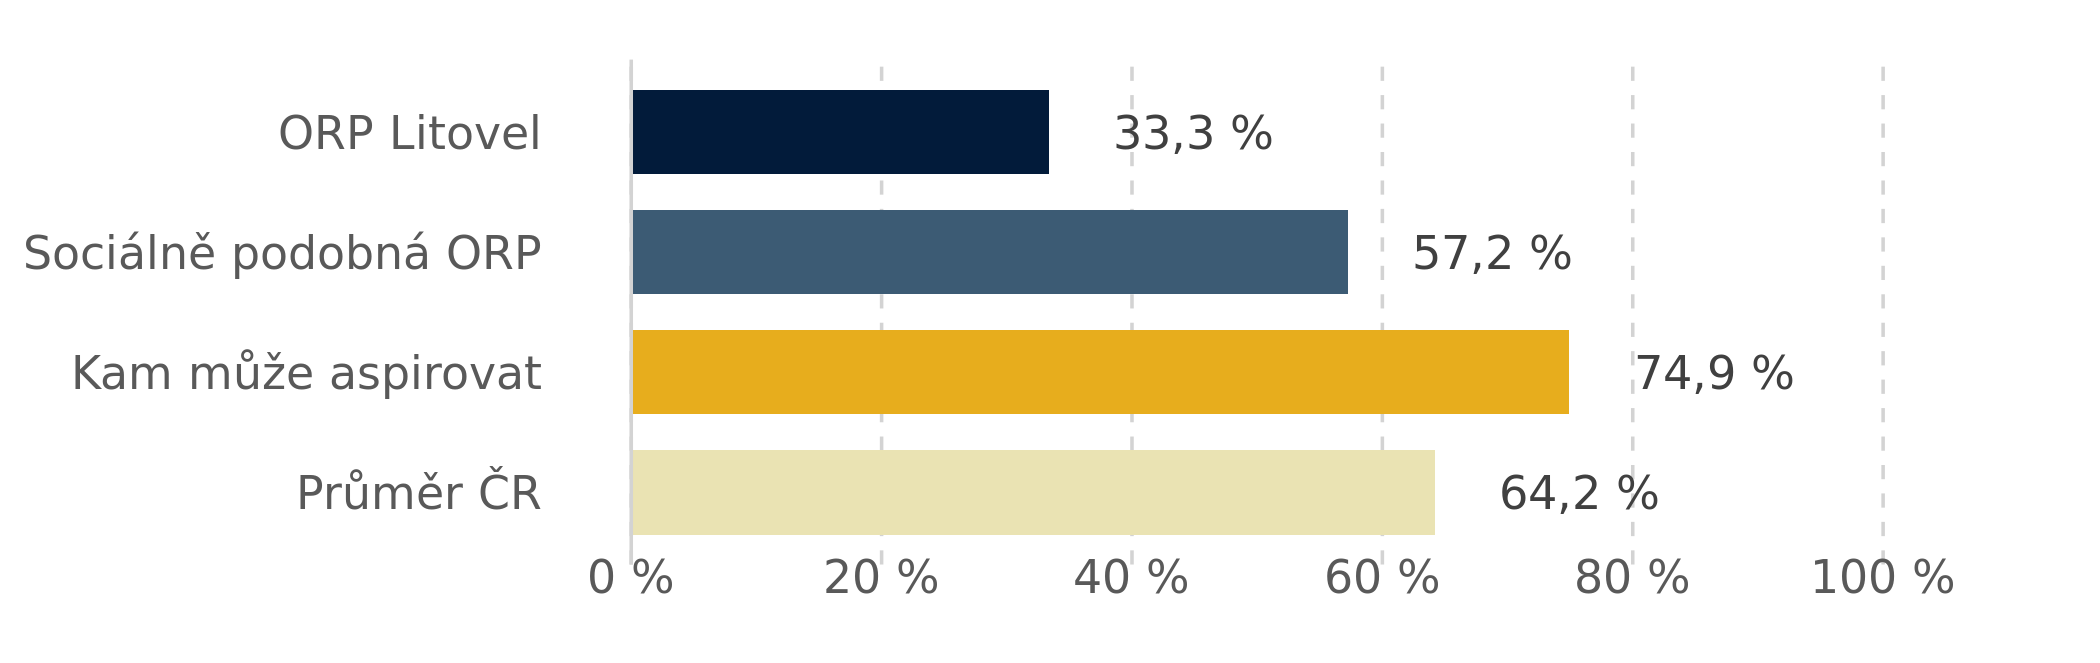 ORP Litovel 33,3 %
Sociálně podobná ORP 57,2 %
Kam může aspirovat 74,9 %
Průměr ČR 64,2 %
0 % 20 % 40 % 60 % 80 % 100 %